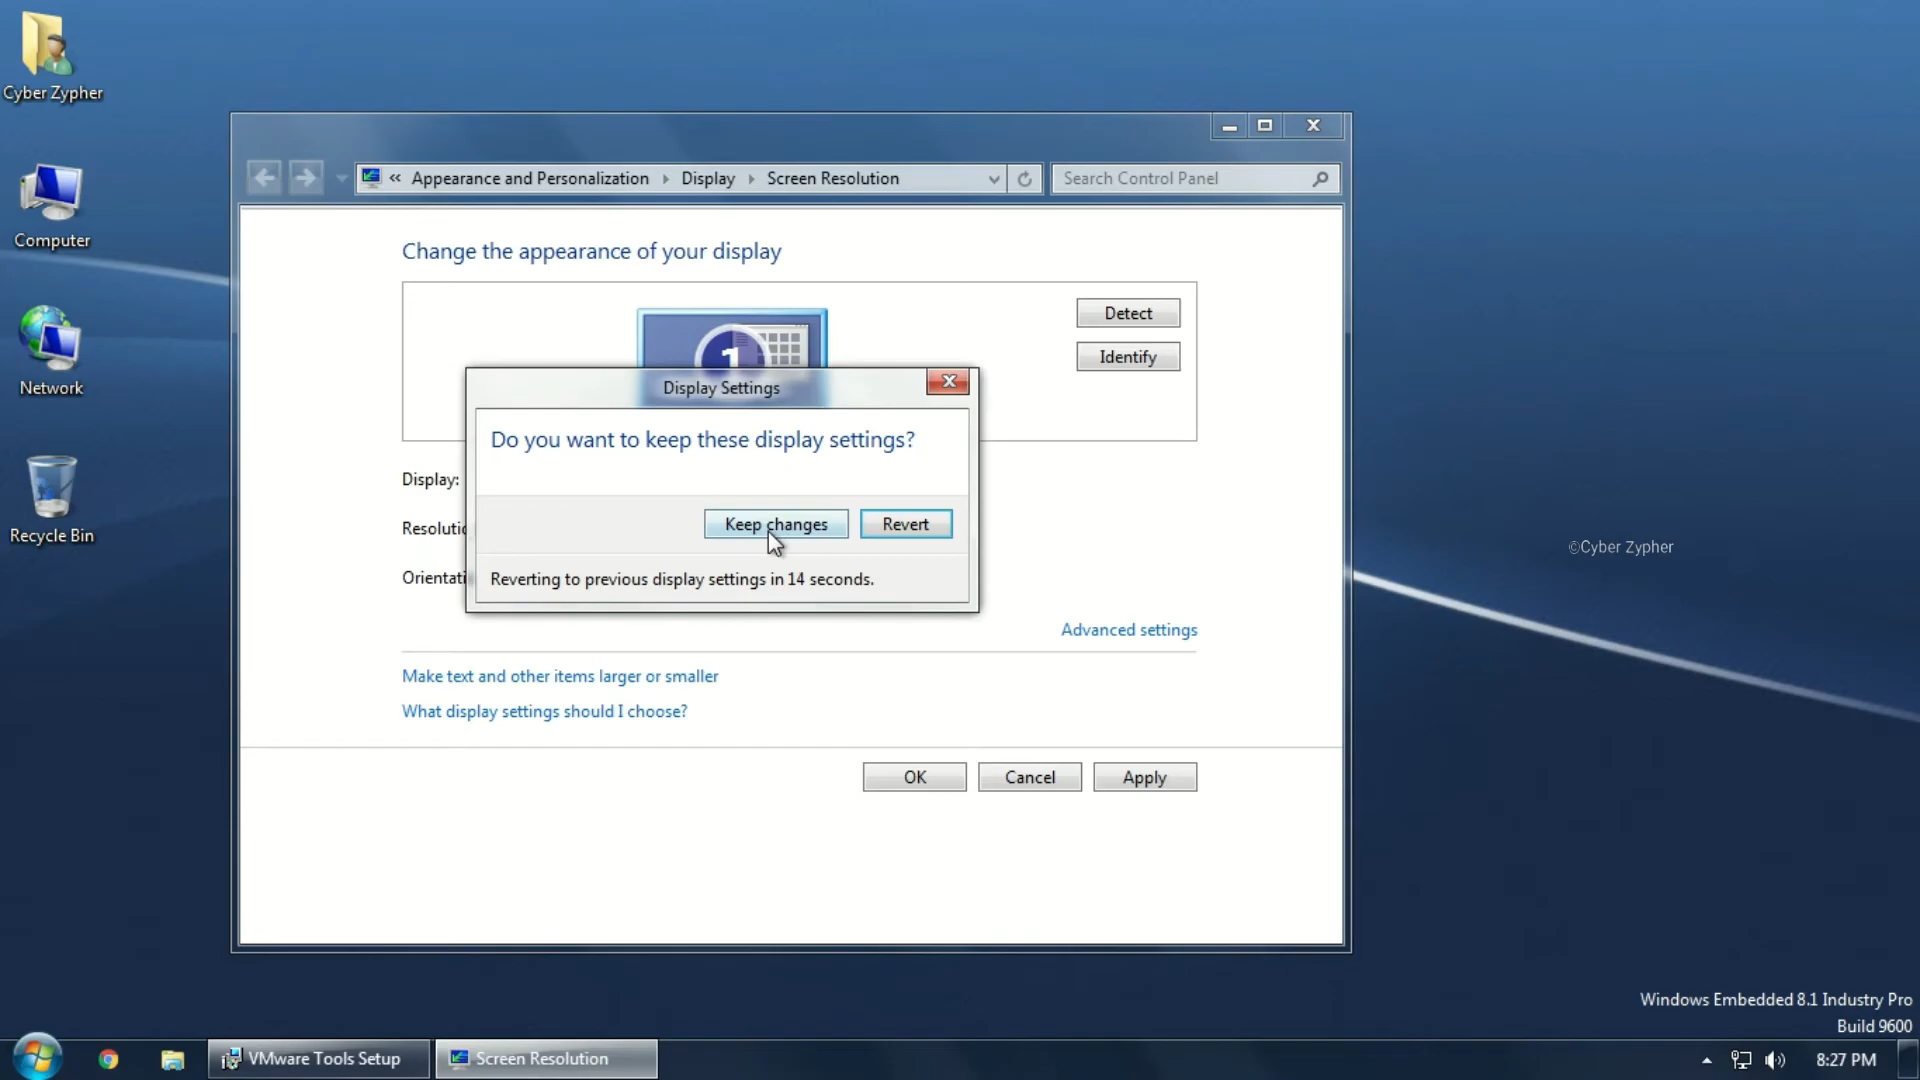 Cyber Zypher
Computer
Network
Recycle Bin
« Appearance and Personalization Display Screen Resolution
Search Control Panel
Change the appearance of your display
1
Detect
Identify
Display Settings
Do you want to keep these display settings?
Keep changes
Revert
Reverting to previous display settings in 14 seconds.
Display:
Resolutio
Orientati
Advanced settings
Make text and other items larger or smaller
What display settings should I choose?
OK
Cancel
Apply
©Cyber Zypher
Windows Embedded 8.1 Industry Pro
Build 9600
VMware Tools Setup
Screen Resolution
8:27 PM